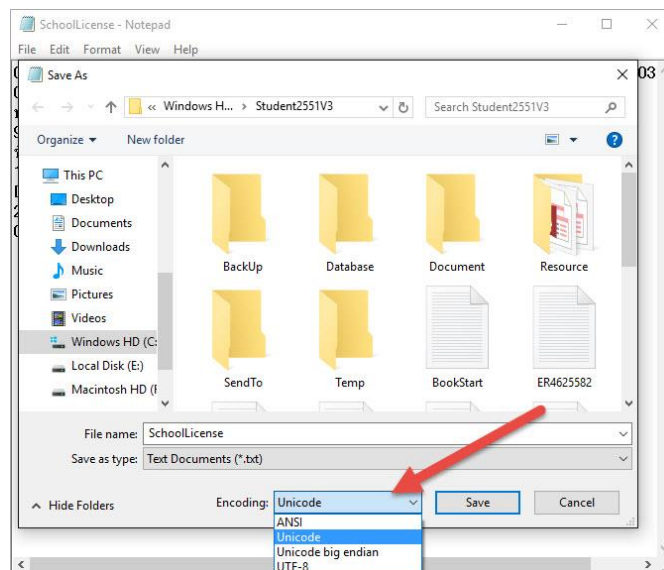 SchoolLicense - Notepad
File Edit Format View Help
03
Save As
« Windows H... > Student2551V3
Search Student2551V3
Organize New folder
This PC
Desktop
Documents
Downloads
Music
Pictures
Videos
Windows HD (C:
Local Disk (E:)
Macintosh HD (F
BackUp Database Document Resource
SendTo Temp BookStart ER4625582
File name: SchoolLicense
Save as type: Text Documents (*.txt)
Hide Folders
Encoding: Unicode Save Cancel
ANSI
Unicode
Unicode big endian
UTF-8